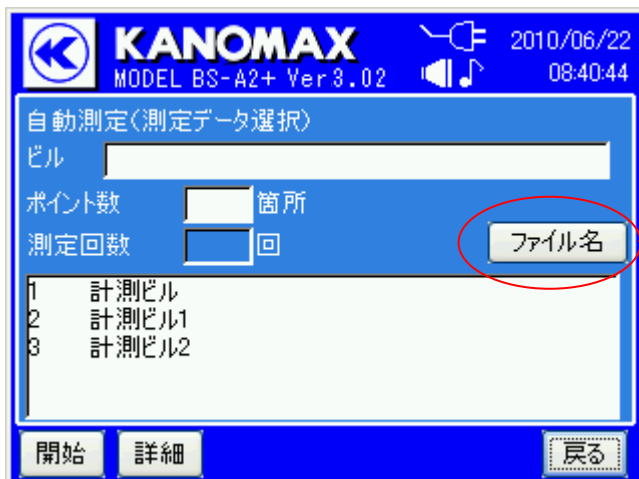 KANOMAX 2010/06/22
MODEL BS-A2+ Ver3.02 08:40:44
自動測定(測定データ選択)
ビル
ポイント数 箇所
測定回数 回 ファイル名
1 計測ビル
2 計測ビル1
3 計測ビル2
開始 詳細 戻る